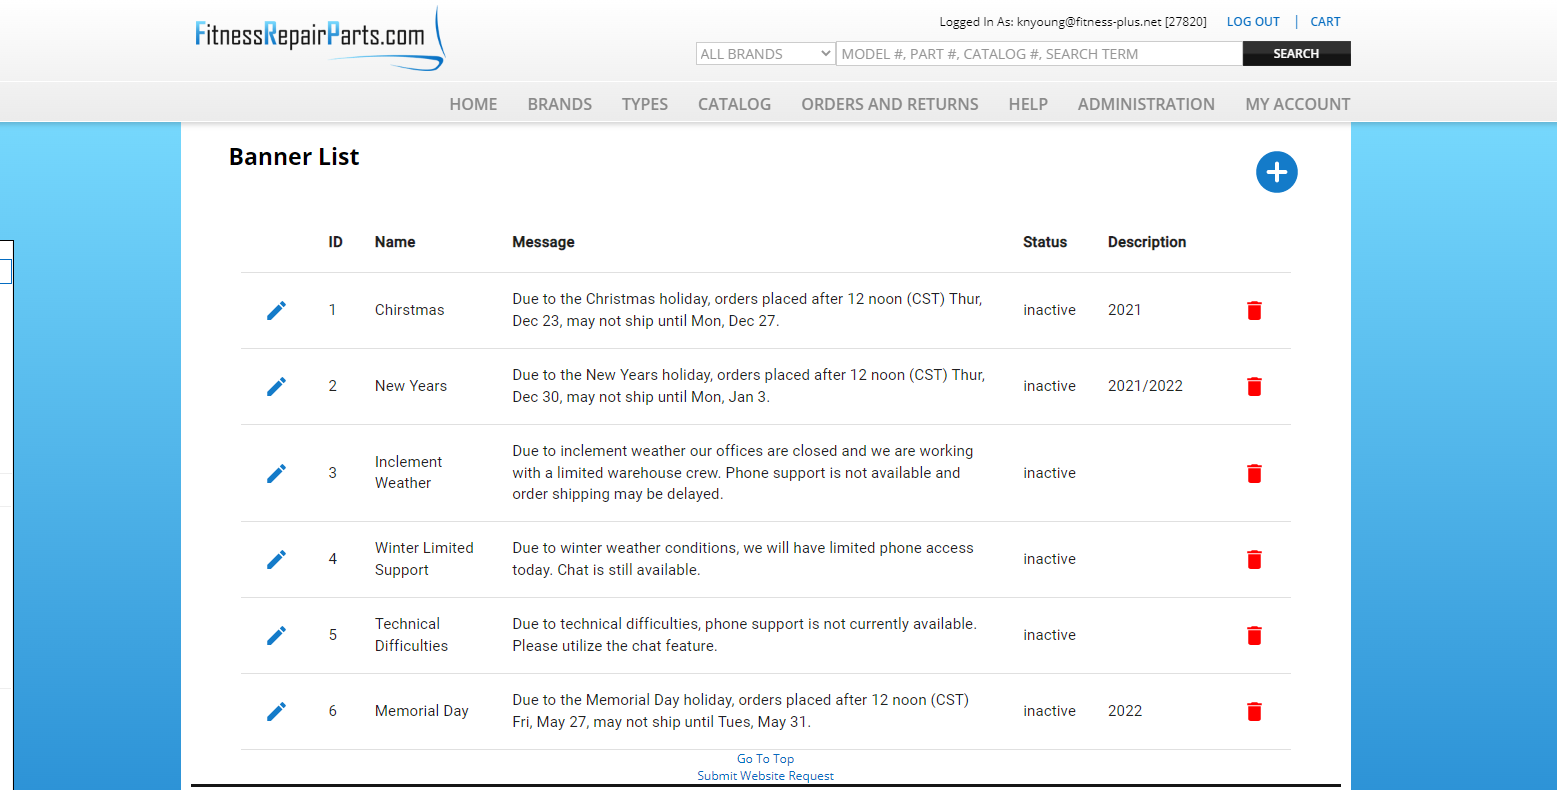 FitnessRepairParts.com
Logged In As: knyoung@fitness-plus.net [27820] LOG OUT | CART
ALL BRANDS MODEL #, PART #, CATALOG #, SEARCH TERM SEARCH
HOME BRANDS TYPES CATALOG ORDERS AND RETURNS HELP ADMINISTRATION MY ACCOUNT
Banner List
ID Name Message Status Description
1 Chirstmas Due to the Christmas holiday, orders placed after 12 noon (CST) Thur, inactive 2021
Dec 23, may not ship until Mon, Dec 27.
2 New Years Due to the New Years holiday, orders placed after 12 noon (CST) Thur, inactive 2021/2022
Dec 30, may not ship until Mon, Jan 3.
3 Inclement Due to inclement weather our offices are closed and we are working inactive
Weather with a limited warehouse crew. Phone support is not available and
order shipping may be delayed.
4 Winter Limited Due to winter weather conditions, we will have limited phone access inactive
Support today. Chat is still available.
5 Technical Due to technical difficulties, phone support is not currently available. inactive
Difficulties Please utilize the chat feature.
6 Memorial Day Due to the Memorial Day holiday, orders placed after 12 noon (CST) inactive 2022
Fri, May 27, may not ship until Tues, May 31.
Go To Top
Submit Website Request